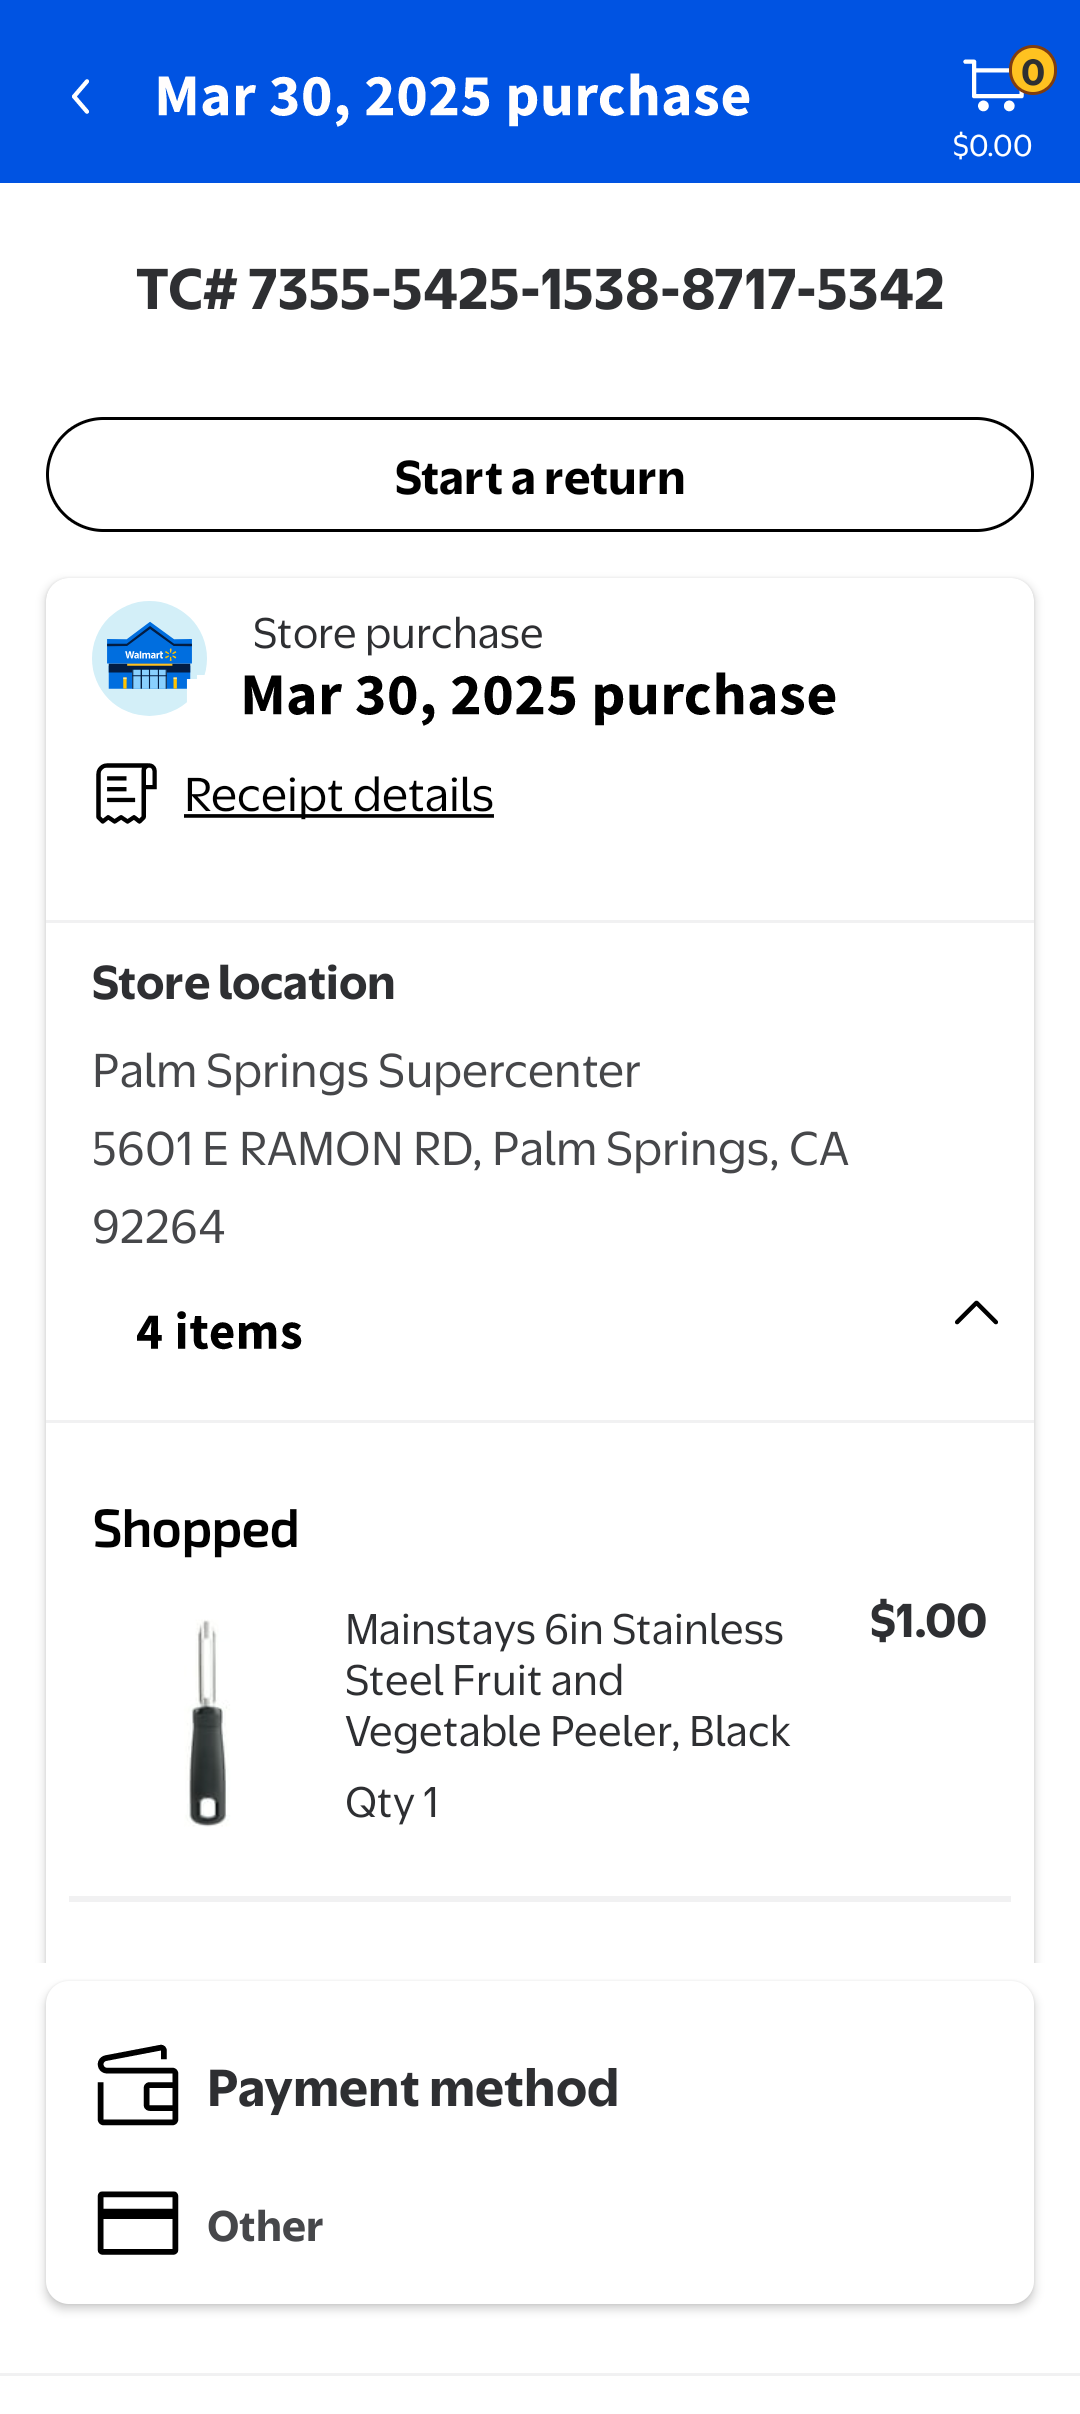 Mar 30, 2025 purchase
0
$0.00
TC# 7355-5425-1538-8717-5342
Start a return
Walmart
Store purchase
Mar 30, 2025 purchase
Receipt details
Store location
Palm Springs Supercenter
5601 E RAMON RD, Palm Springs, CA
92264
4 items
Shopped
Mainstays 6in Stainless
Steel Fruit and
Vegetable Peeler, Black
$1.00
Qty 1
Payment method
Other